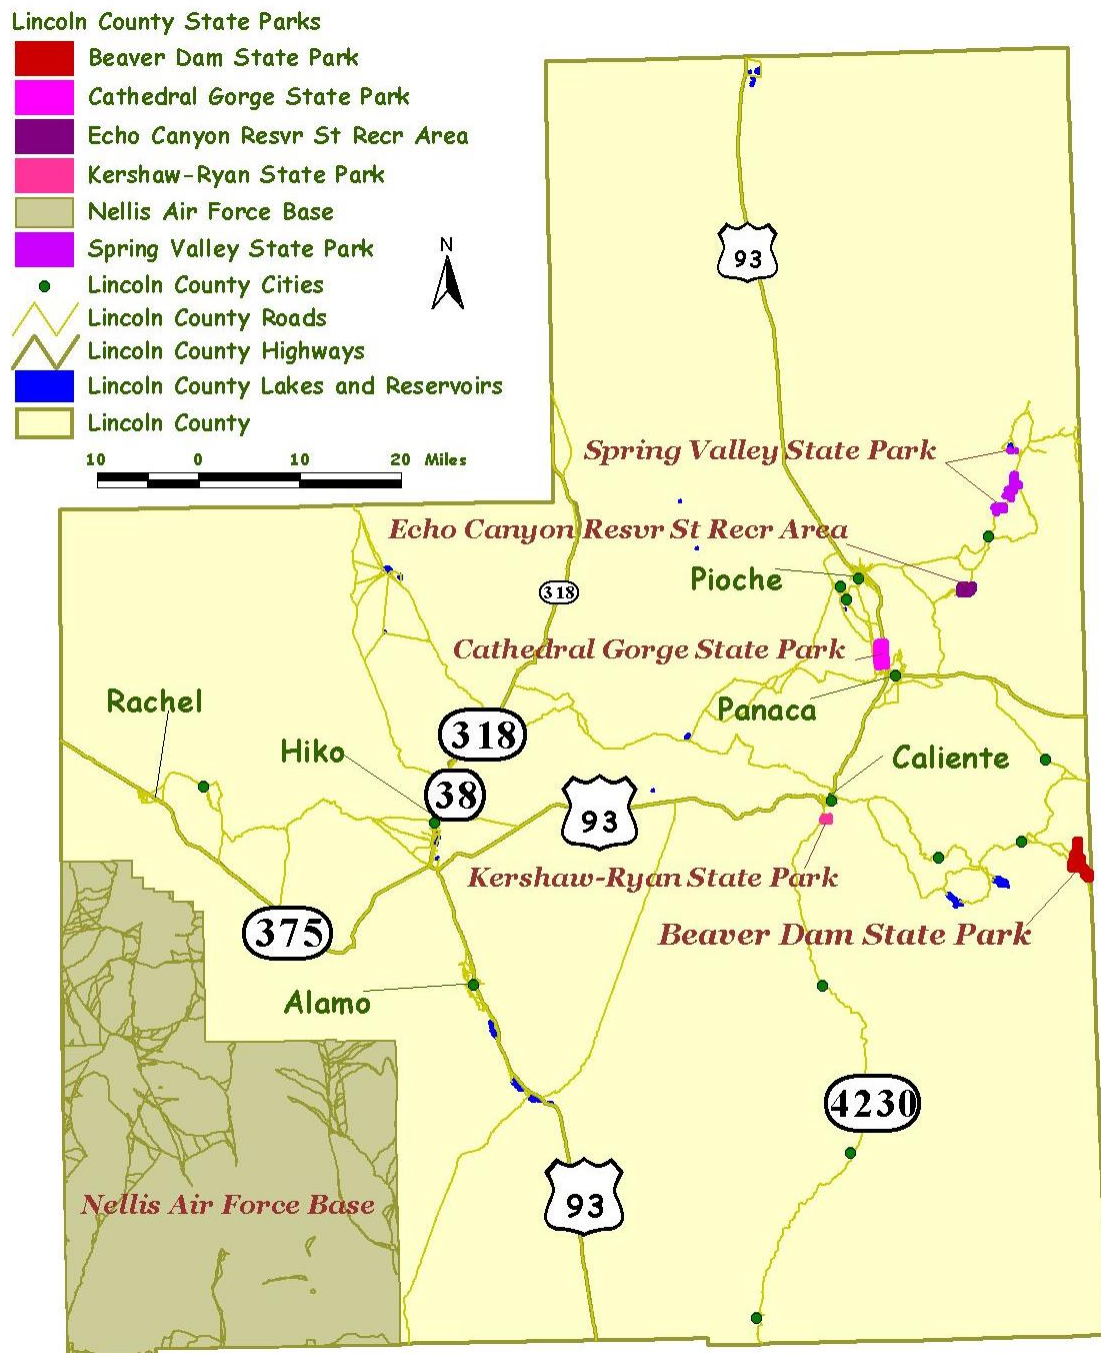 Lincoln County State Parks
Beaver Dam State Park
Cathedral Gorge State Park
Echo Canyon Resvr St Recr Area
Kershaw-Ryan State Park
Nellis Air Force Base
Spring Valley State Park
Lincoln County Cities
Lincoln County Roads
Lincoln County Highways
Lincoln County Lakes and Reservoirs
Lincoln County
10 0 10 20 Miles
N
93
Spring Valley State Park
Echo Canyon Resvr St Recr Area
Pioche
318
Cathedral Gorge State Park
Rachel
Panaca
318
Hiko
Caliente
38
93
Kershaw-Ryan State Park
375
Beaver Dam State Park
Alamo
4230
Nellis Air Force Base
93